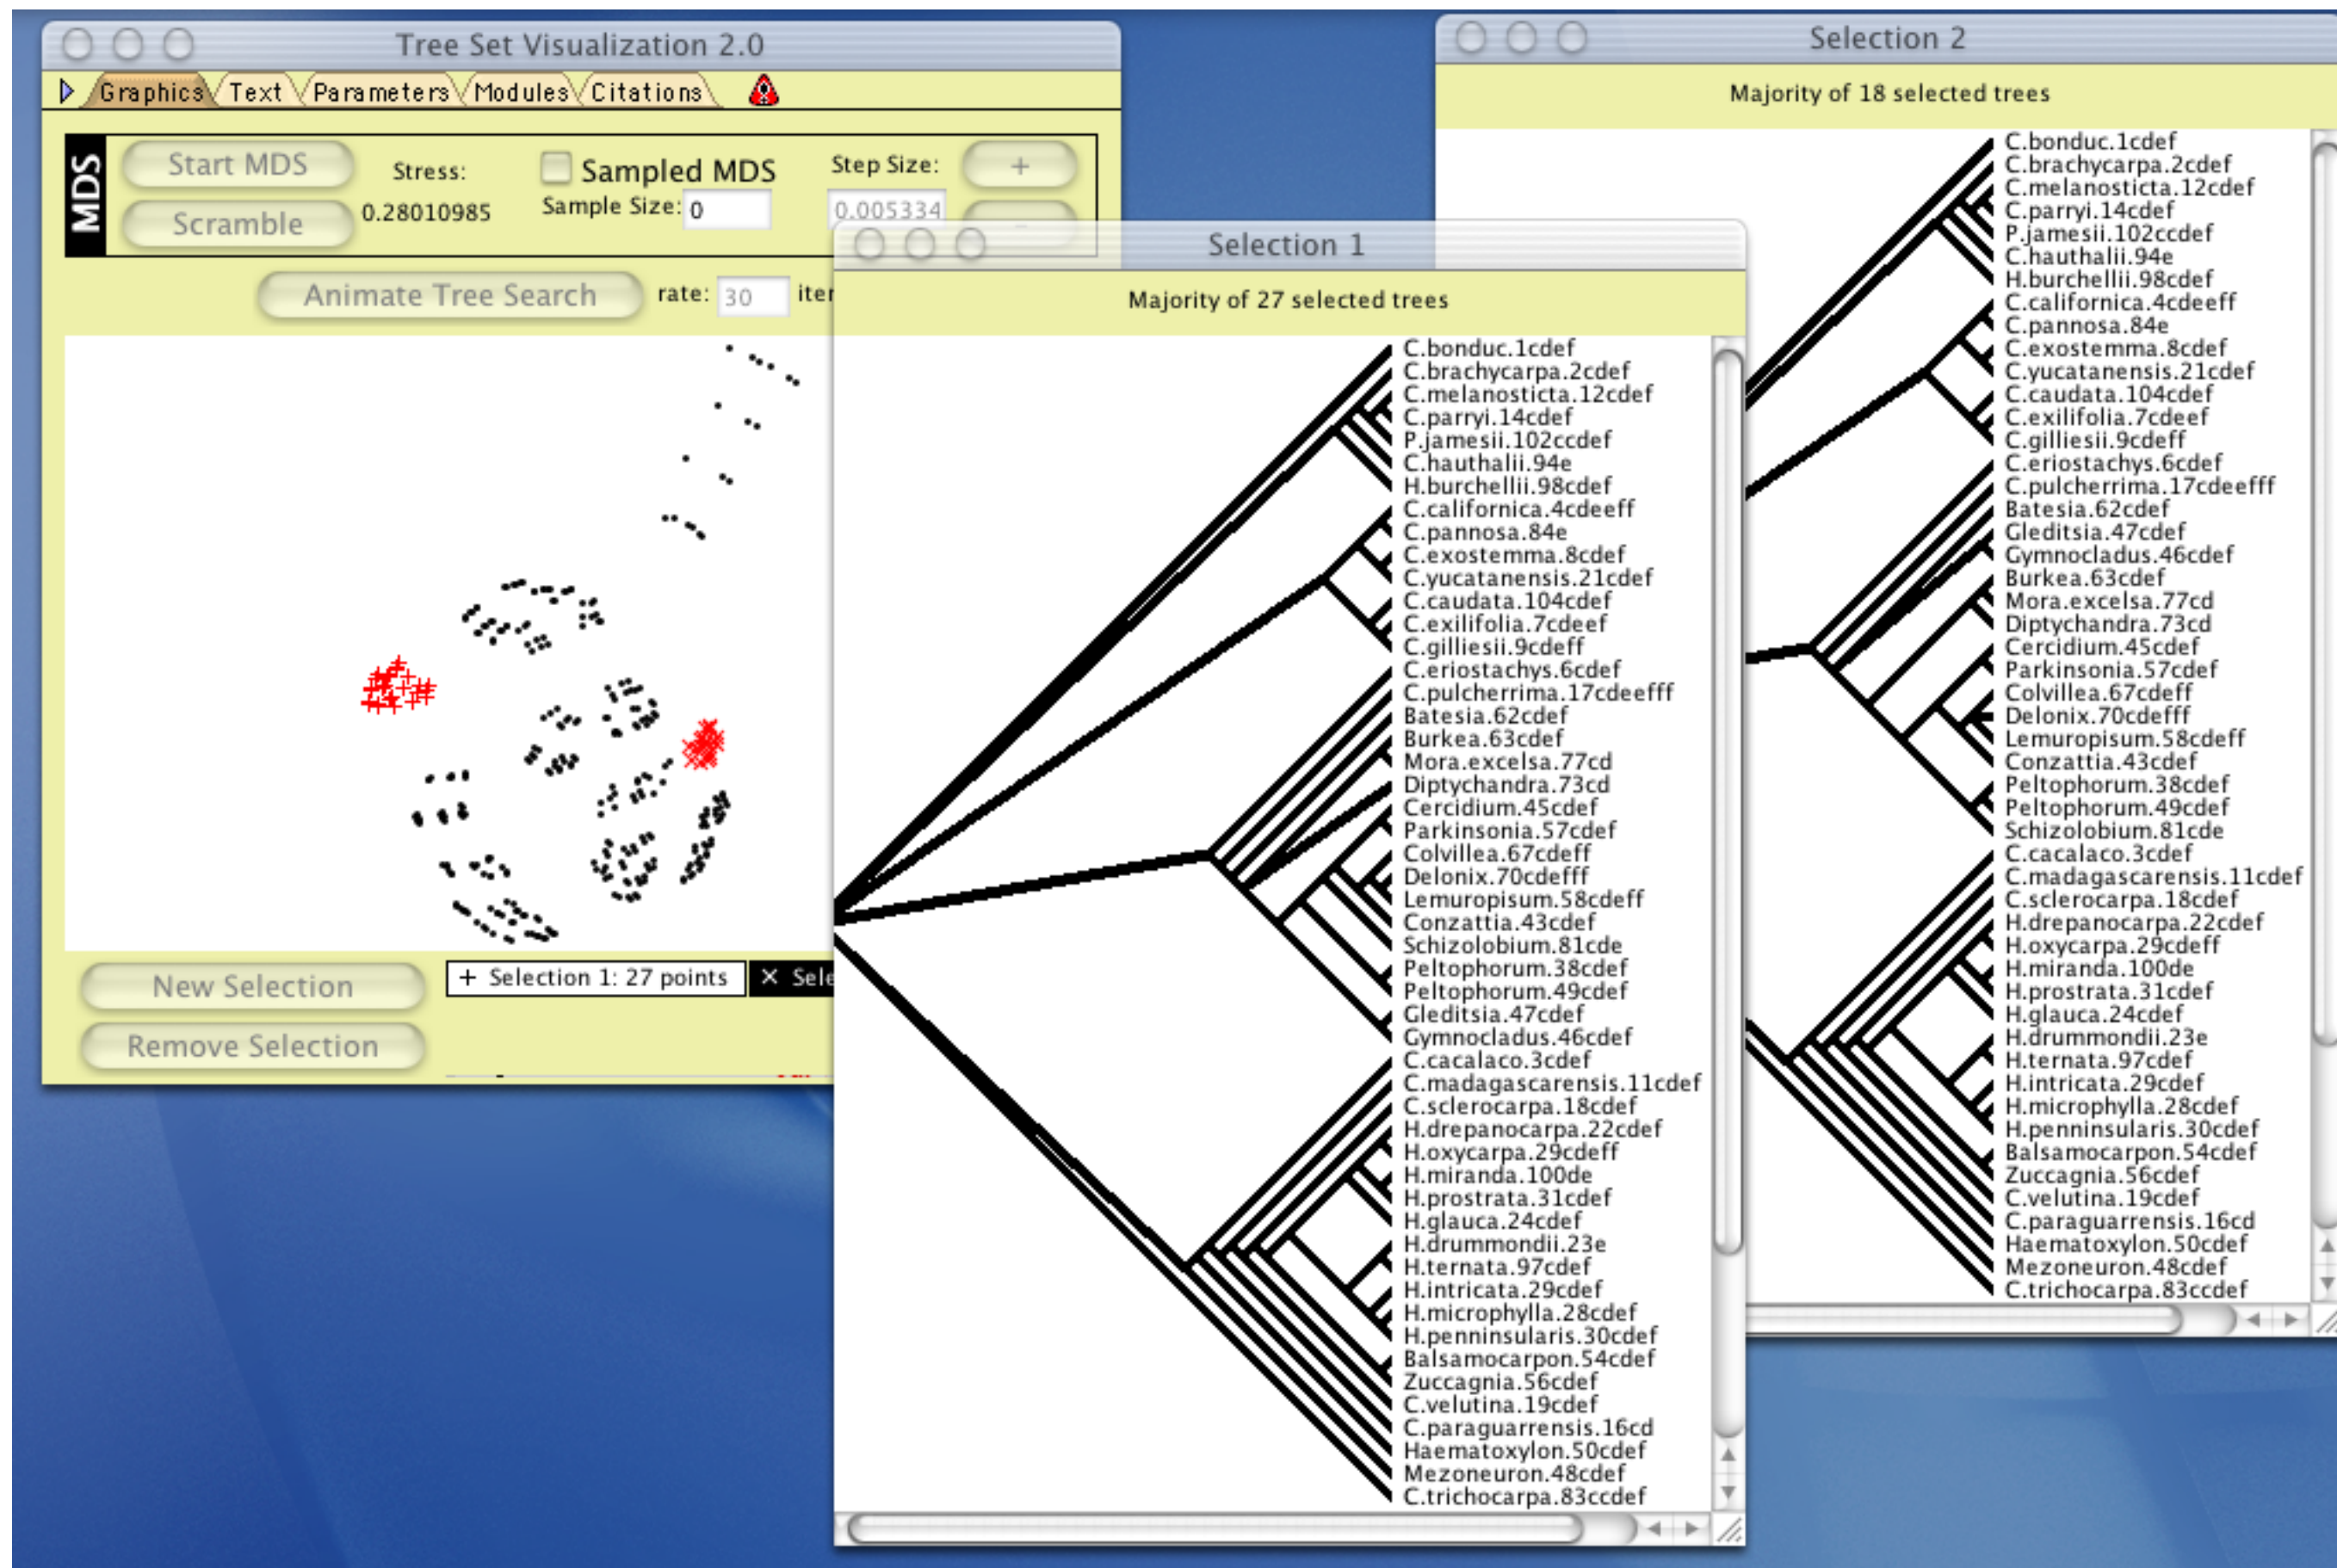 Tree Set Visualization 2.0
Graphics Text Parameters Modules Citations
MDS
Start MDS
Scramble
Stress:
0.28010985
Sampled MDS
Sample Size: 0
Step Size:
+
0.005334
-
Animate Tree Search
rate: 30
New Selection
Remove Selection
+ Selection 1: 27 points
×
Selection 1
Majority of 27 selected trees
C.bonduc.1cdef
C.brachycarpa.2cdef
C.melanosticta.12cdef
C.parryi.14cdef
P.jamesii.102ccdef
C.hauthalii.94e
H.burchellii.98cdef
C.californica.4cdeeff
C.pannosa.84e
C.exostemma.8cdef
C.yucatanensis.21cdef
C.caudata.104cdef
C.exilifolia.7cdeef
C.gilliesii.9cdeff
C.eriostachys.6cdef
C.pulcherrima.17cdeefff
Batesia.62cdef
Burkea.63cdef
Mora.excelsa.77cd
Diptychandra.73cd
Cercidium.45cdef
Parkinsonia.57cdef
Colvillea.67cdeff
Delonix.70cdefff
Lemuropisum.58cdeff
Conzattia.43cdef
Schizolobium.81cde
Peltophorum.38cdef
Peltophorum.49cdef
Gleditsia.47cdef
Gymnocladus.46cdef
C.cacalaco.3cdef
C.madagascarensis.11cdef
C.sclerocarpa.18cdef
H.drepanocarpa.22cdef
H.oxycarpa.29cdeff
H.miranda.100de
H.prostrata.31cdef
H.glauca.24cdef
H.drummondii.23e
H.ternata.97cdef
H.intricata.29cdef
H.microphylla.28cdef
H.penninsularis.30cdef
Balsamocarpon.54cdef
Zuccagnia.56cdef
C.velutina.19cdef
C.paraguarrensis.16cd
Haematoxylon.50cdef
Mezoneuron.48cdef
C.trichocarpa.83ccdef
Selection 2
Majority of 18 selected trees
C.bonduc.1cdef
C.brachycarpa.2cdef
C.melanosticta.12cdef
C.parryi.14cdef
P.jamesii.102ccdef
C.hauthalii.94e
H.burchellii.98cdef
C.californica.4cdeeff
C.pannosa.84e
C.exostemma.8cdef
C.yucatanensis.21cdef
C.caudata.104cdef
C.exilifolia.7cdeef
C.gilliesii.9cdeff
C.eriostachys.6cdef
C.pulcherrima.17cdeefff
Batesia.62cdef
Gleditsia.47cdef
Gymnocladus.46cdef
Burkea.63cdef
Mora.excelsa.77cd
Diptychandra.73cd
Cercidium.45cdef
Parkinsonia.57cdef
Colvillea.67cdeff
Delonix.70cdefff
Lemuropisum.58cdeff
Conzattia.43cdef
Peltophorum.38cdef
Peltophorum.49cdef
Schizolobium.81cde
C.cacalaco.3cdef
C.madagascarensis.11cdef
C.sclerocarpa.18cdef
H.drepanocarpa.22cdef
H.oxycarpa.29cdeff
H.miranda.100de
H.prostrata.31cdef
H.glauca.24cdef
H.drummondii.23e
H.ternata.97cdef
H.intricata.29cdef
H.microphylla.28cdef
H.penninsularis.30cdef
Balsamocarpon.54cdef
Zuccagnia.56cdef
C.velutina.19cdef
C.paraguarrensis.16cd
Haematoxylon.50cdef
Mezoneuron.48cdef
C.trichocarpa.83ccdef